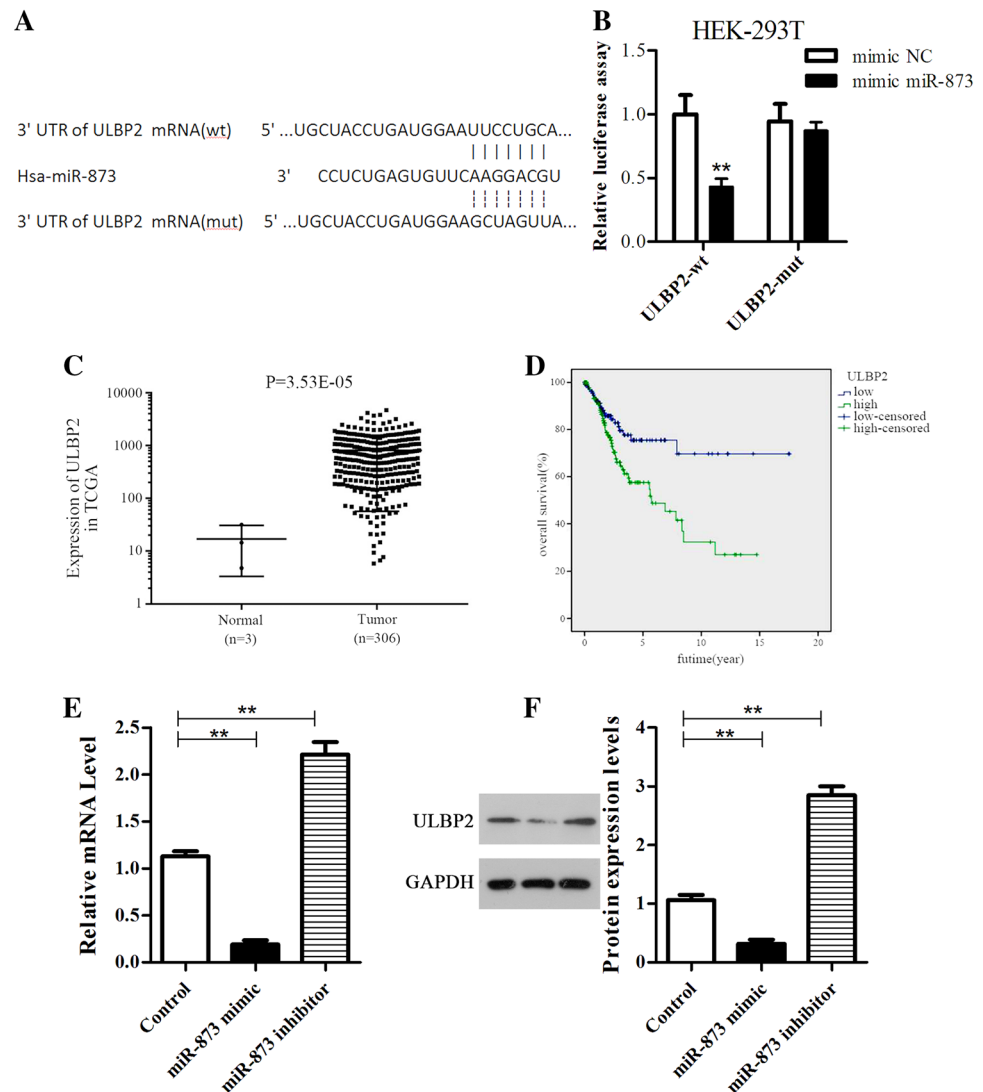 A
3' UTR of ULBP2 mRNA(wt) 5' ...UGCUACCUGAUGGAAUUCCUGCA...
Hsa-miR-873 3' CCUCUGAGUGUUCAAGGACGU
3' UTR of ULBP2 mRNA(mut) 5' ...UGCUACCUGAUGGAAGCUAGUUA...
B
HEK-293T
mimic NC
mimic miR-873
Relative luciferase assay
1.5
1.0
0.5
0.0
**
ULBP2-wt
ULBP2-mut
C
P=3.53E-05
Expression of ULBP2
in TCGA
10000
1000
100
10
1
Normal
(n=3)
Tumor
(n=306)
D
overall survival(%)
100
80
60
40
20
0
0 5 10 15 20
futime(year)
ULBP2
low
high
low-censored
high-censored
E
Relative mRNA Level
2.5
2.0
1.5
1.0
0.5
0.0
**
**
Control
miR-873 mimic
miR-873 inhibitor
F
ULBP2
GAPDH
Protein expression levels
4
3
2
1
0
**
**
Control
miR-873 mimic
miR-873 inhibitor